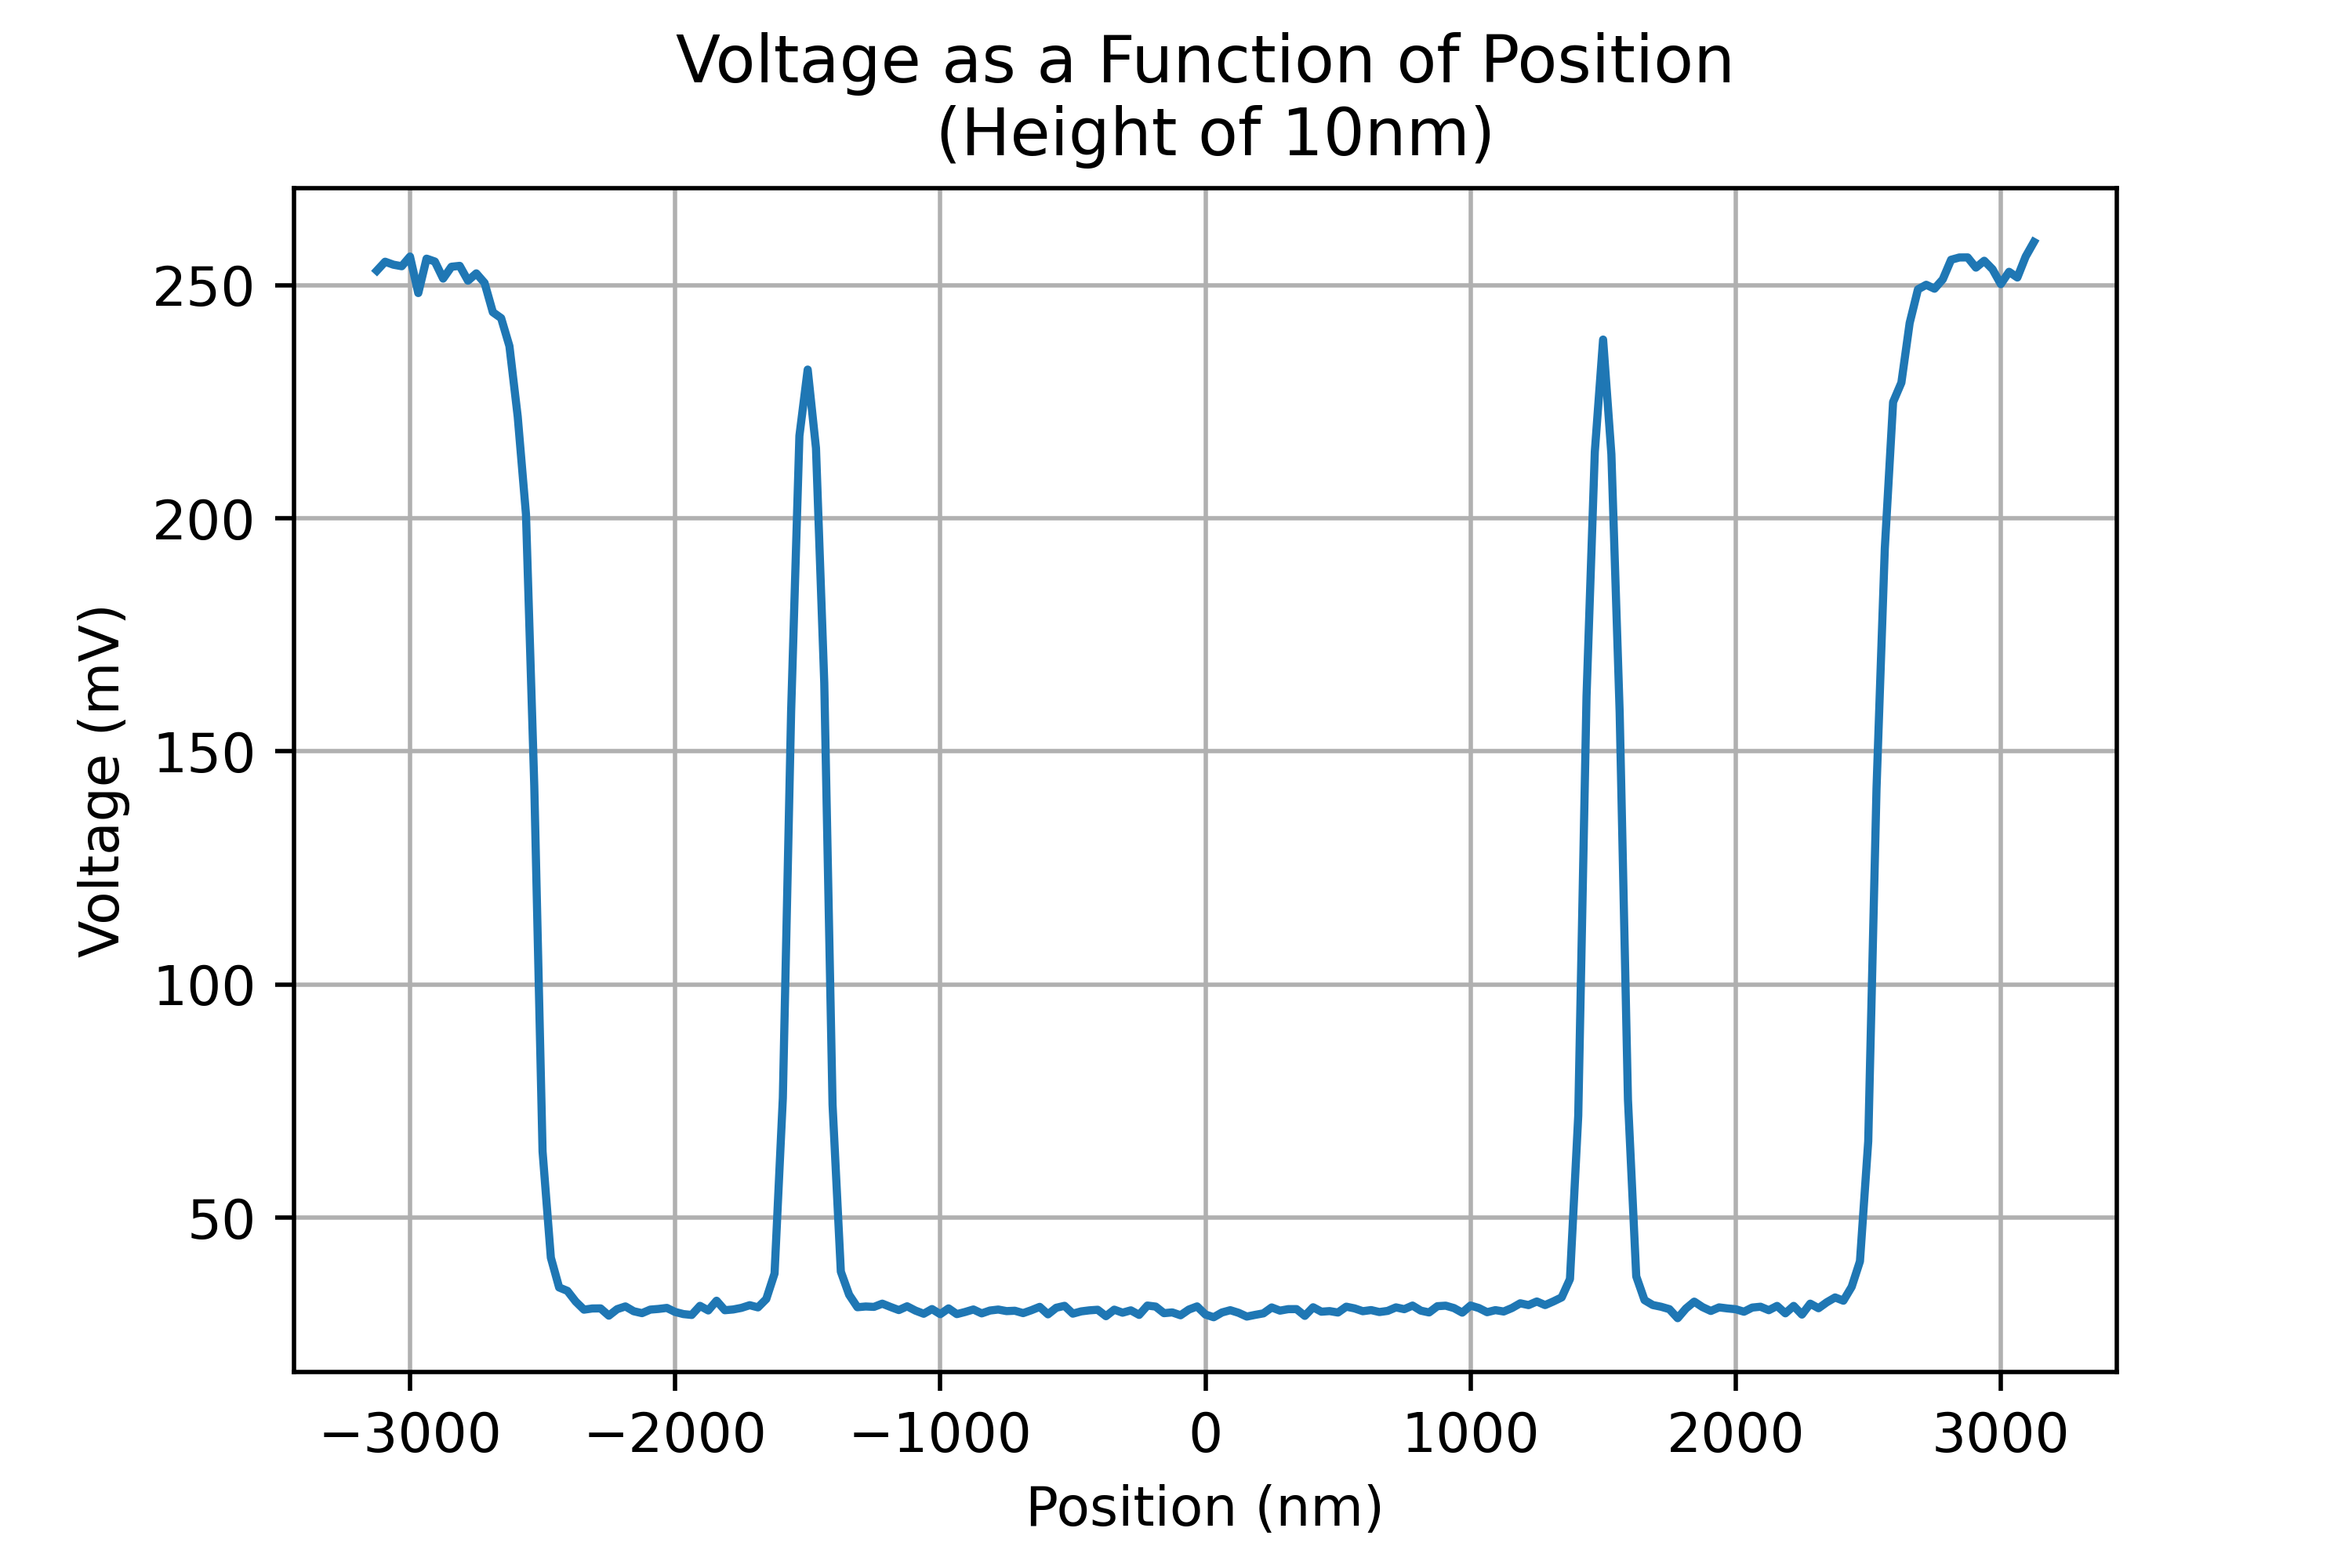 Voltage as a Function of Position
(Height of 10nm)
250
200
150
100
50
Voltage (mV)
−3000 −2000 −1000 0 1000 2000 3000
Position (nm)